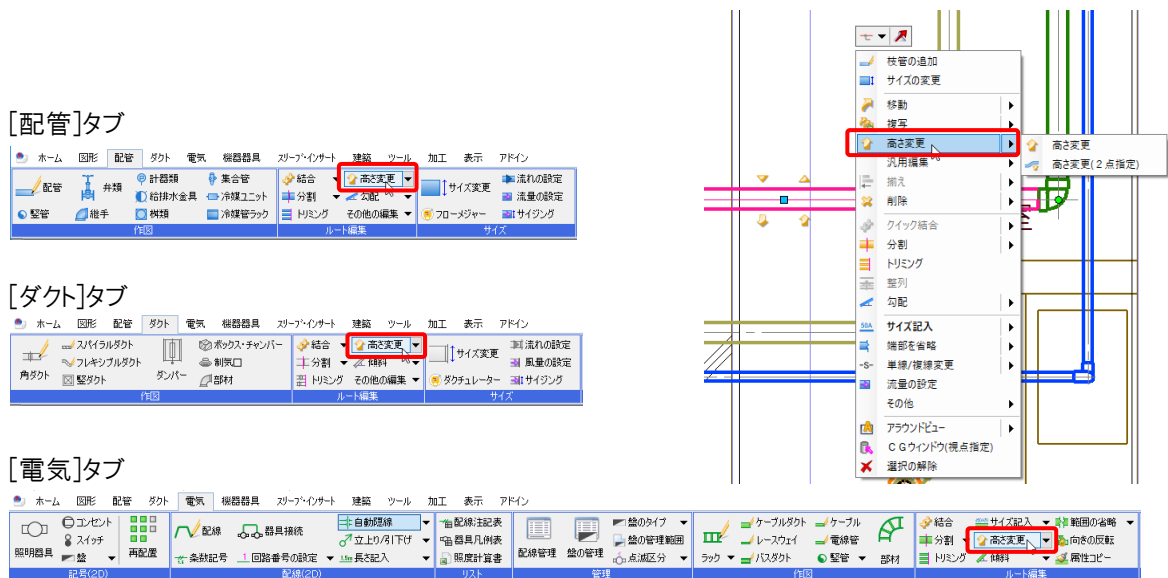 [配管]タブ
ホーム 図形 配管 ダクト 電気 機器器具 スリーブ・インサート 建築 ツール 加工 表示 アドイン
配管 弁類 計器類 集合管 結合 高さ変更 サイズ変更 流れの設定
給排水金具 冷媒ユニット 分割 勾配 流量の設定
竪管 継手 桝類 冷媒管ラック トリミング その他の編集 フローメジャー サイジング
作図 ルート編集 サイズ
[ダクト]タブ
ホーム 図形 配管 ダクト 電気 機器器具 スリーブ・インサート 建築 ツール 加工 表示 アドイン
角ダクト スパイラルダクト ダンパー ボックス・チャンバー 結合 高さ変更 サイズ変更 流れの設定
フレキシブルダクト 制気口 分割 傾斜 風量の設定
竪ダクト 部材 トリミング その他の編集 ダクチュレーター サイジング
作図 ルート編集 サイズ
[電気]タブ
ホーム 図形 配管 ダクト 電気 機器器具 スリーブ・インサート 建築 ツール 加工 表示 アドイン
照明器具 コンセント 再配置 配線 器具接続 自動隠線 配線注記表 配線管理 盤の管理 盤のタイプ ラック ケーブルダクト ケーブル 部材 結合 サイズ記入 範囲の省略
スイッチ 立上り/引下げ 器具凡例表 盤の管理範囲 レースウェイ 電線管 分割 高さ変更 向きの反転
盤 条数記号 回路番号の設定 長さ記入 照度計算書 点滅区分 バスダクト 竪管 トリミング 傾斜 属性コピー
記号(2D) 配線(2D) リスト 管理 作図 ルート編集
枝管の追加
サイズの変更
移動
複写
高さ変更
高さ変更
高さ変更(2点指定)
汎用編集
揃え
削除
クイック結合
分割
トリミング
整列
勾配
50A サイズ記入
端部を省略
-S- 単線/複線変更
流量の設定
その他
アラウンドビュー
CGウィンドウ(視点指定)
選択の解除